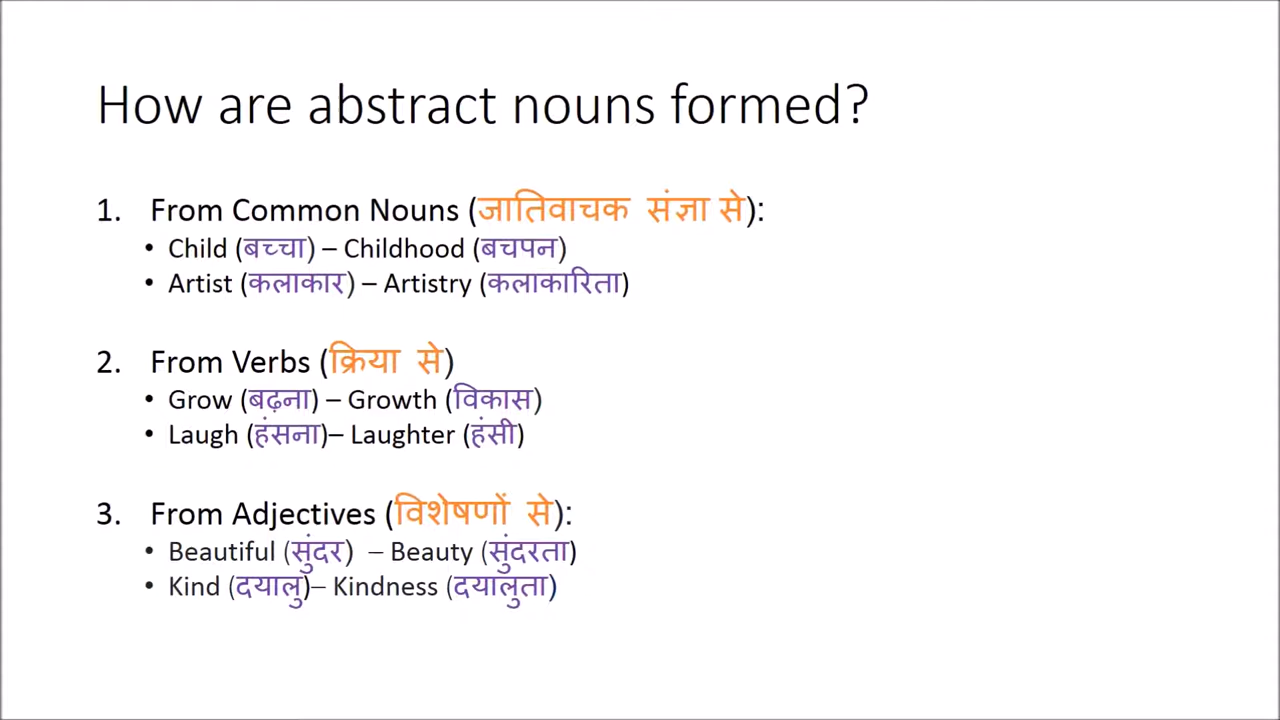 How are abstract nouns formed?
1. From Common Nouns (जातिवाचक संज्ञा से):
• Child (बच्चा) – Childhood (बचपन)
• Artist (कलाकार) – Artistry (कलाकारिता)
2. From Verbs (क्रिया से)
• Grow (बढ़ना) – Growth (विकास)
• Laugh (हंसना)– Laughter (हंसी)
3. From Adjectives (विशेषणों से):
• Beautiful (सुंदर) – Beauty (सुंदरता)
• Kind (दयालु)– Kindness (दयालुता)